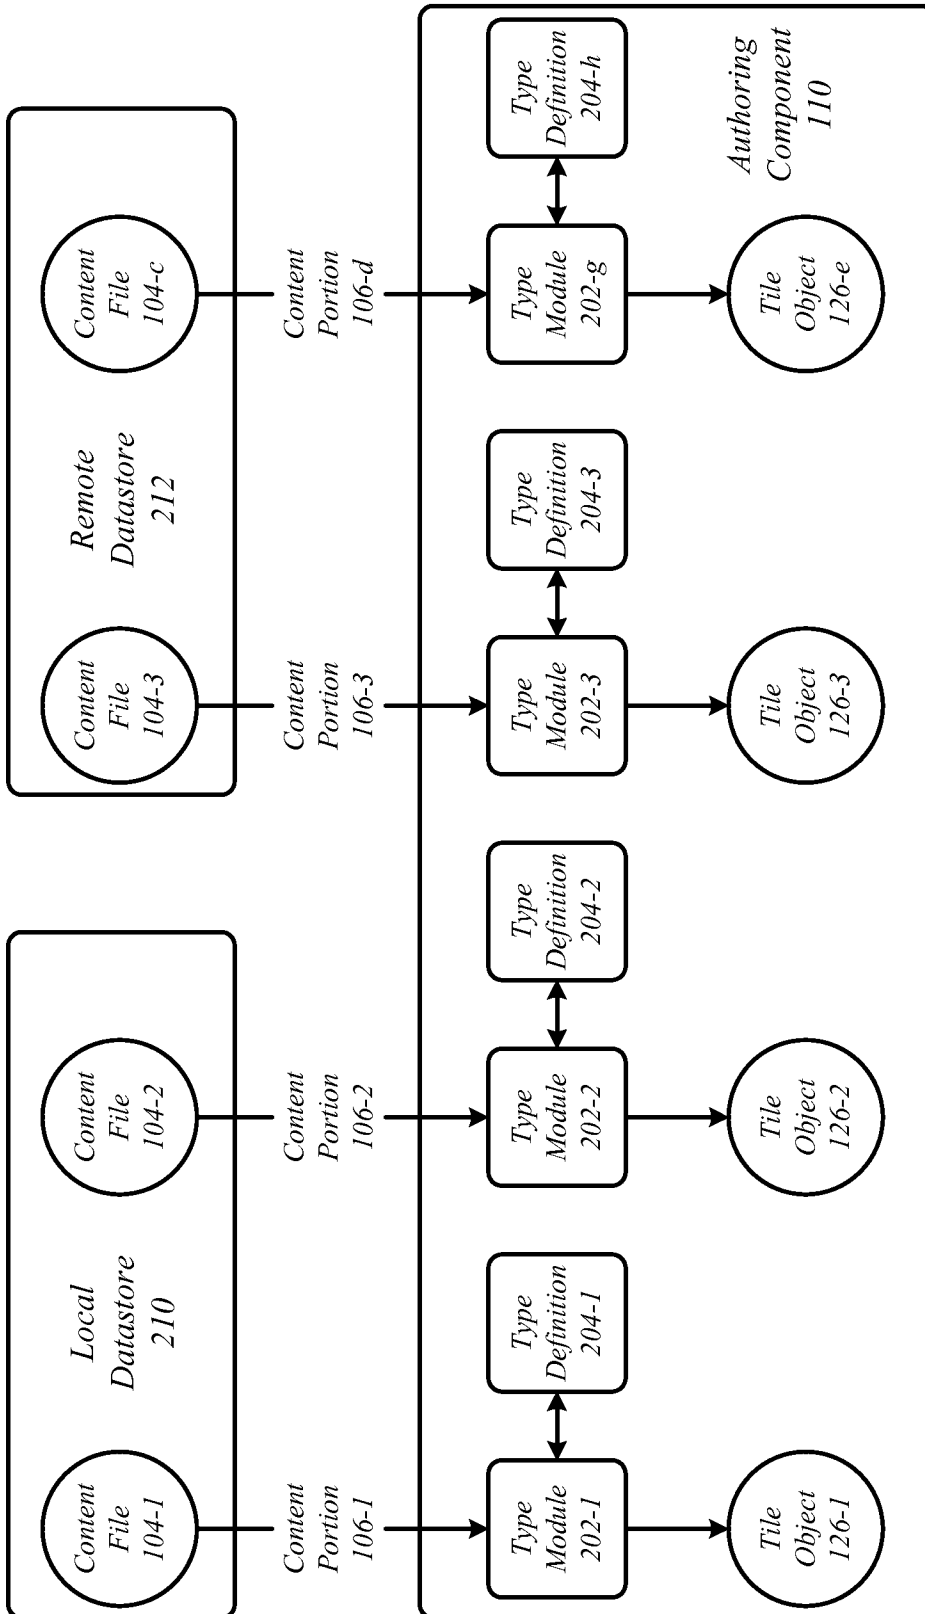 Local
Datastore
210
Remote
Datastore
212
Content
File
104-1
Content
File
104-2
Content
File
104-3
Content
File
104-c
Content
Portion
106-1
Content
Portion
106-2
Content
Portion
106-3
Content
Portion
106-d
Type
Module
202-1
Type
Definition
204-1
Type
Module
202-2
Type
Definition
204-2
Type
Module
202-3
Type
Definition
204-3
Type
Module
202-g
Type
Definition
204-h
Tile
Object
126-1
Tile
Object
126-2
Tile
Object
126-3
Tile
Object
126-e
Authoring
Component
110